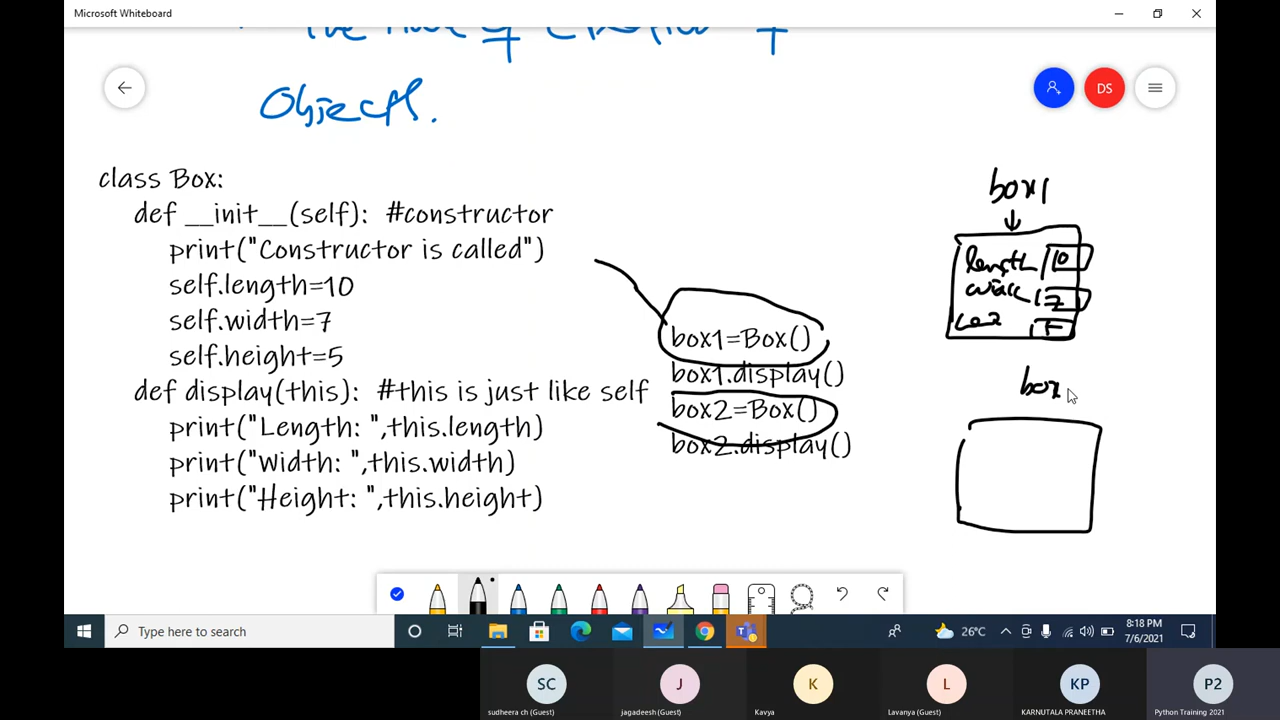 Microsoft Whiteboard
Objects.
DS
class Box:
def __init__(self): #constructor
print("Constructor is called")
self.length=10
self.width=7
self.height=5
def display(this): #this is just like self
print("Length: ",this.length)
print("Width: ",this.width)
print("Height: ",this.height)
box1=Box()
box1.display()
box2=Box()
box2.display()
box1
length 10
7
5
box
Type here to search
26°C
8:18 PM
7/6/2021
SC
J
K
L
KP
P2
sudheera ch (Guest)
jagadeesh (Guest)
Kavya
Lavanya (Guest)
KARNUTALA PRANEETHA
Python Training 2021